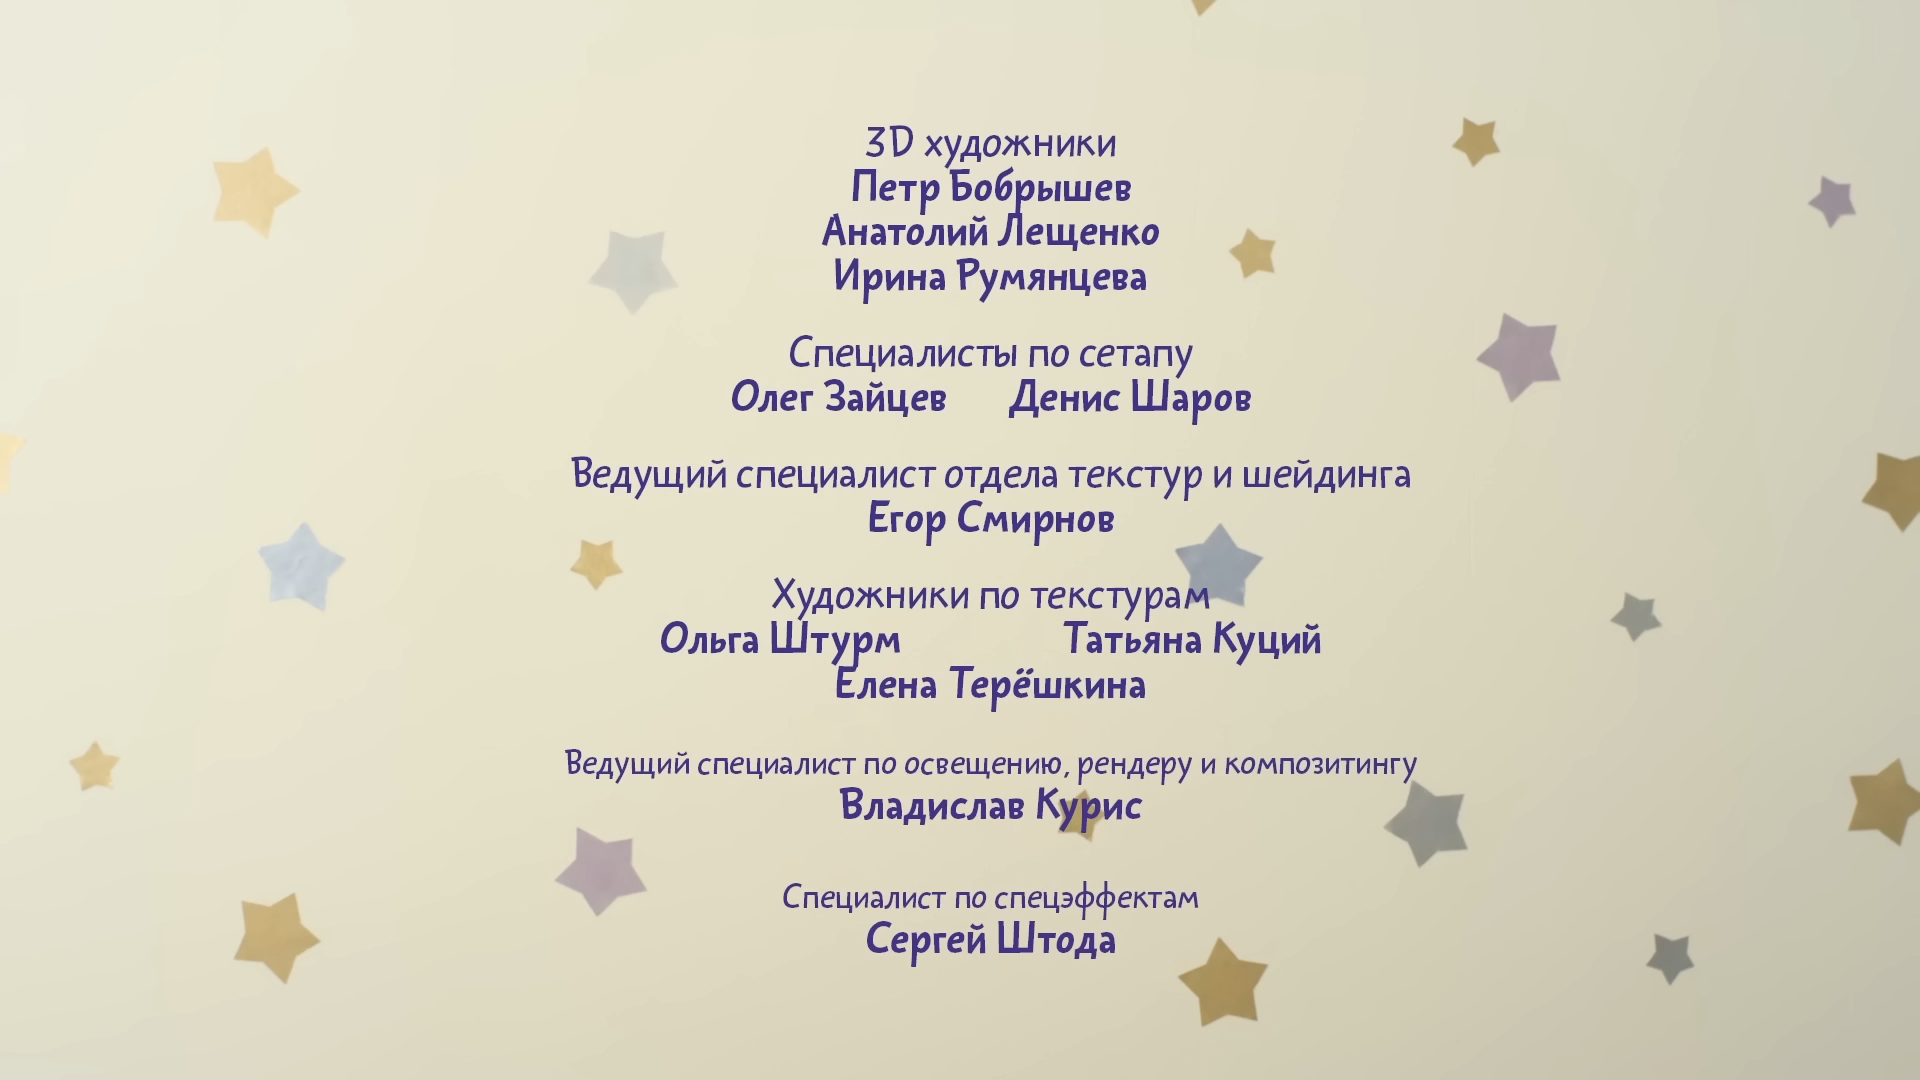 3D художники
Петр Бобрышев
Анатолий Лещенко
Ирина Румянцева
Специалисты по сетапу
Олег Зайцев Денис Шаров
Ведущий специалист отдела текстур и шейдинга
Егор Смирнов
Художники по текстурам
Ольга Штурм Татьяна Куций
Елена Терёшкина
Ведущий специалист по освещению, рендеру и композитингу
Владислав Курис
Специалист по спецэффектам
Сергей Штода